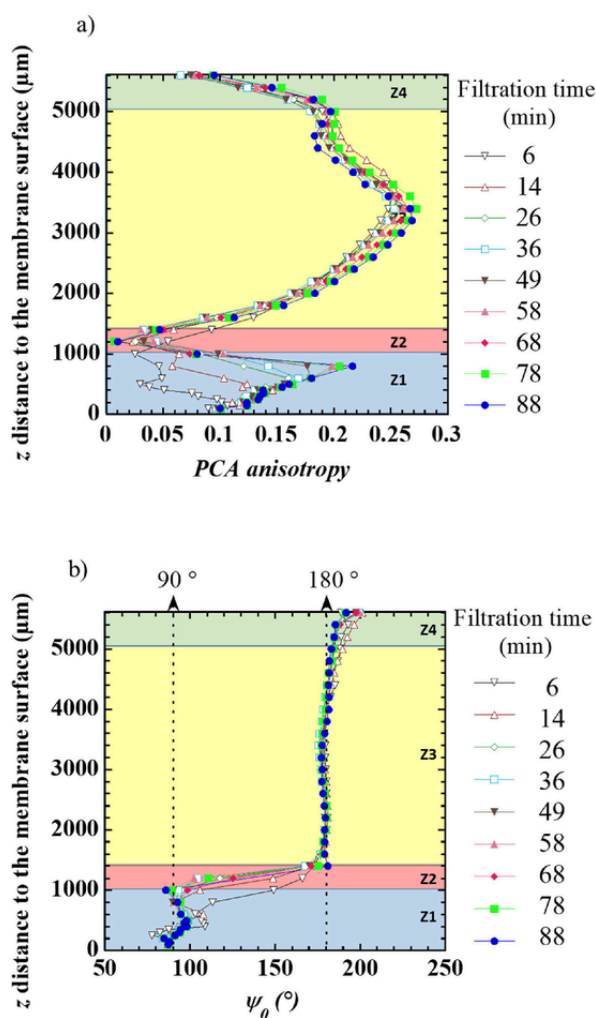 a)
z distance to the membrane surface (µm)
5000
4000
3000
2000
1000
0
Z4
Z2
Z1
0
0.05
0.1
0.15
0.2
0.25
0.3
PCA anisotropy
Filtration time
(min)
6
14
26
36
49
58
68
78
88
b)
90 °
180 °
z distance to the membrane surface (µm)
5000
4000
3000
2000
1000
0
Z4
Z3
Z2
Z1
50
100
150
200
250
ψ0 (°)
Filtration time
(min)
6
14
26
36
49
58
68
78
88